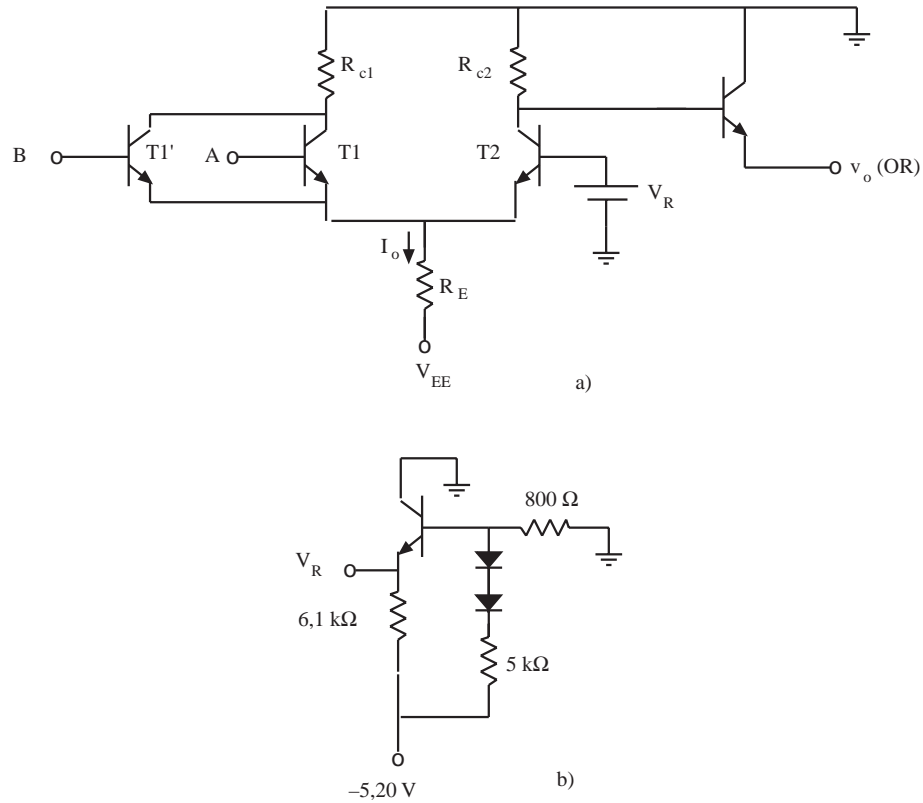 R c1
R c2
B
T1'
A
T1
T2
v o (OR)
V R
I o
R E
V EE
a)
800 Ω
V R
6,1 kΩ
5 kΩ
–5,20 V
b)